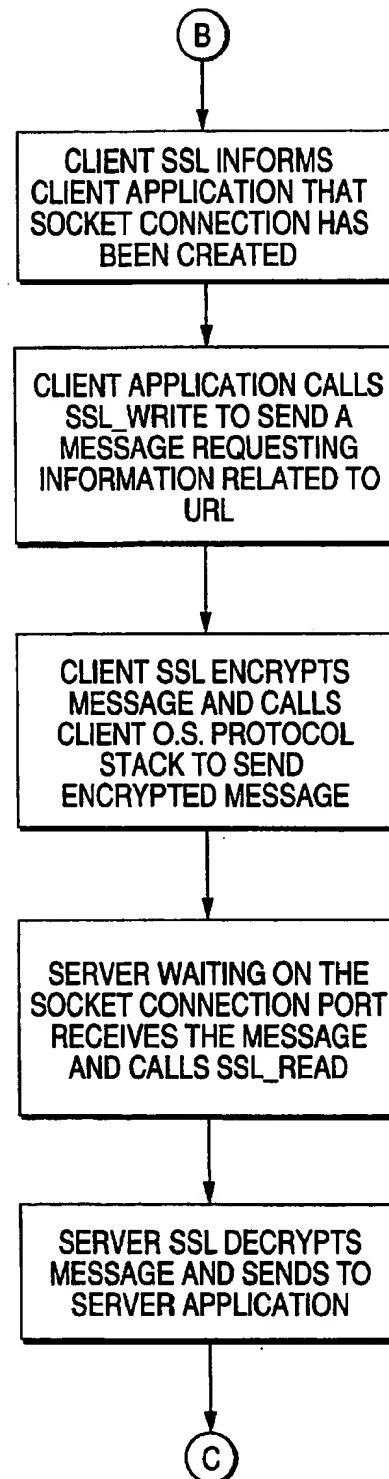 B
CLIENT SSL INFORMS
CLIENT APPLICATION THAT
SOCKET CONNECTION HAS
BEEN CREATED
CLIENT APPLICATION CALLS
SSL_WRITE TO SEND A
MESSAGE REQUESTING
INFORMATION RELATED TO
URL
CLIENT SSL ENCRYPTS
MESSAGE AND CALLS
CLIENT O.S. PROTOCOL
STACK TO SEND
ENCRYPTED MESSAGE
SERVER WAITING ON THE
SOCKET CONNECTION PORT
RECEIVES THE MESSAGE
AND CALLS SSL_READ
SERVER SSL DECRYPTS
MESSAGE AND SENDS TO
SERVER APPLICATION
C